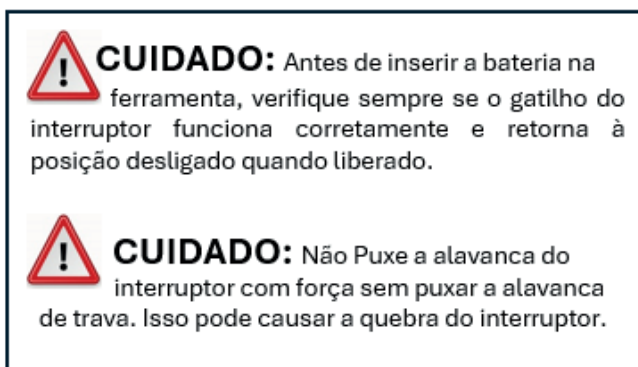 CUIDADO: Antes de inserir a bateria na
ferramenta, verifique sempre se o gatilho do
interruptor funciona corretamente e retorna à
posição desligado quando liberado.
CUIDADO: Não Puxe a alavanca do
interruptor com força sem puxar a alavanca
de trava. Isso pode causar a quebra do interruptor.